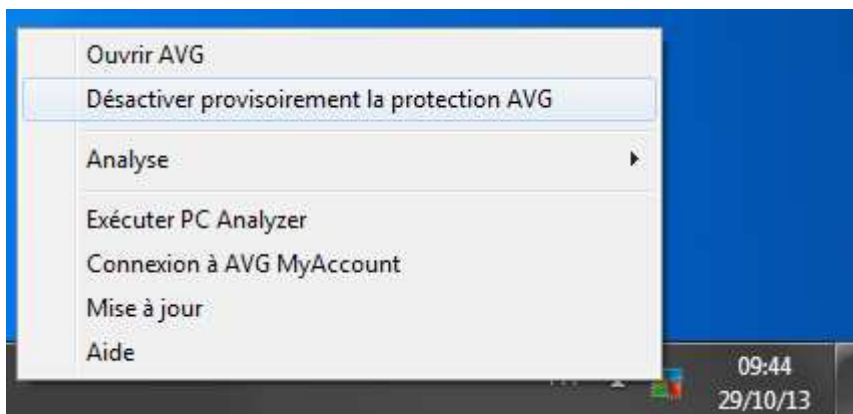 Ouvrir AVG
Désactiver provisoirement la protection AVG
Analyse
Exécuter PC Analyzer
Connexion à AVG MyAccount
Mise à jour
Aide
09:44
29/10/13